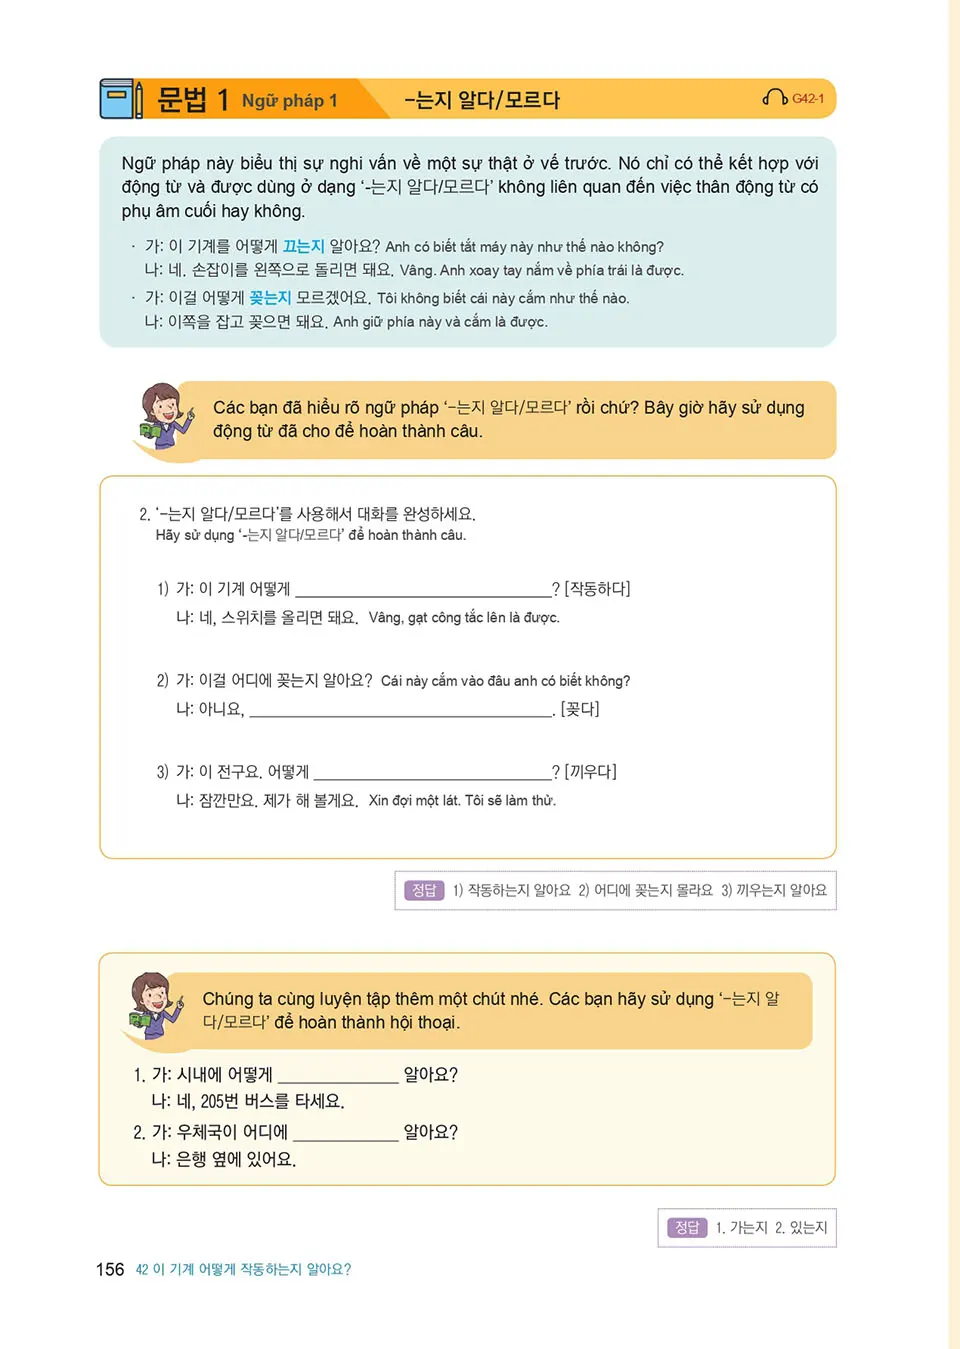 문법 1 Ngữ pháp 1 -는지 알다/모르다 G42-1
Ngữ pháp này biểu thị sự nghi vấn về một sự thật ở vế trước. Nó chỉ có thể kết hợp với
động từ và được dùng ở dạng ‘-는지 알다/모르다’ không liên quan đến việc thân động từ có
phụ âm cuối hay không.
· 가: 이 기계를 어떻게 끄는지 알아요? Anh có biết tắt máy này như thế nào không?
나: 네. 손잡이를 왼쪽으로 돌리면 돼요. Vâng. Anh xoay tay nắm về phía trái là được.
· 가: 이걸 어떻게 꽂는지 모르겠어요. Tôi không biết cái này cắm như thế nào.
나: 이쪽을 잡고 꽂으면 돼요. Anh giữ phía này và cắm là được.
Các bạn đã hiểu rõ ngữ pháp ‘-는지 알다/모르다’ rồi chứ? Bây giờ hãy sử dụng
động từ đã cho để hoàn thành câu.
2. ‘-는지 알다/모르다’를 사용해서 대화를 완성하세요.
Hãy sử dụng ‘-는지 알다/모르다’ để hoàn thành câu.
1) 가: 이 기계 어떻게 ____________________? [작동하다]
나: 네, 스위치를 올리면 돼요. Vâng, gạt công tắc lên là được.
2) 가: 이걸 어디에 꽂는지 알아요? Cái này cắm vào đâu anh có biết không?
나: 아니요, ____________________. [꽂다]
3) 가: 이 전구요. 어떻게 ____________________? [끼우다]
나: 잠깐만요. 제가 해 볼게요. Xin đợi một lát. Tôi sẽ làm thử.
정답 1) 작동하는지 알아요 2) 어디에 꽂는지 몰라요 3) 끼우는지 알아요
Chúng ta cùng luyện tập thêm một chút nhé. Các bạn hãy sử dụng ‘-는지 알
다/모르다’ để hoàn thành hội thoại.
1. 가: 시내에 어떻게 ____________ 알아요?
나: 네, 205번 버스를 타세요.
2. 가: 우체국이 어디에 ____________ 알아요?
나: 은행 옆에 있어요.
정답 1. 가는지 2. 있는지
156 42 이 기계 어떻게 작동하는지 알아요?